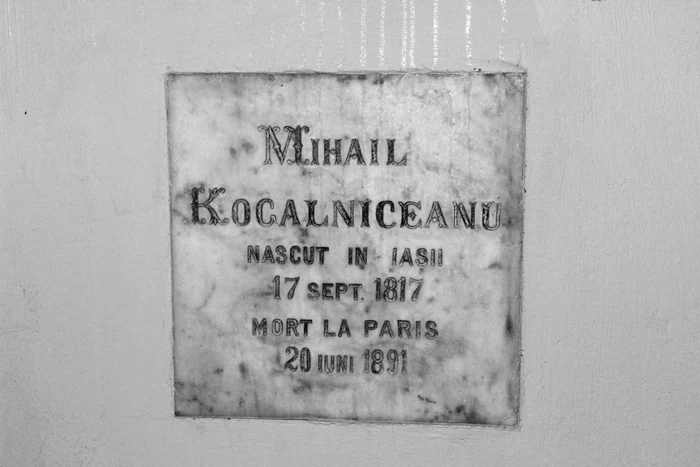 MIHAIL
KOGALNICEANU
NASCUT IN IAȘII
17 SEPT. 1817
MORT LA PARIS
20 IUNI 1891